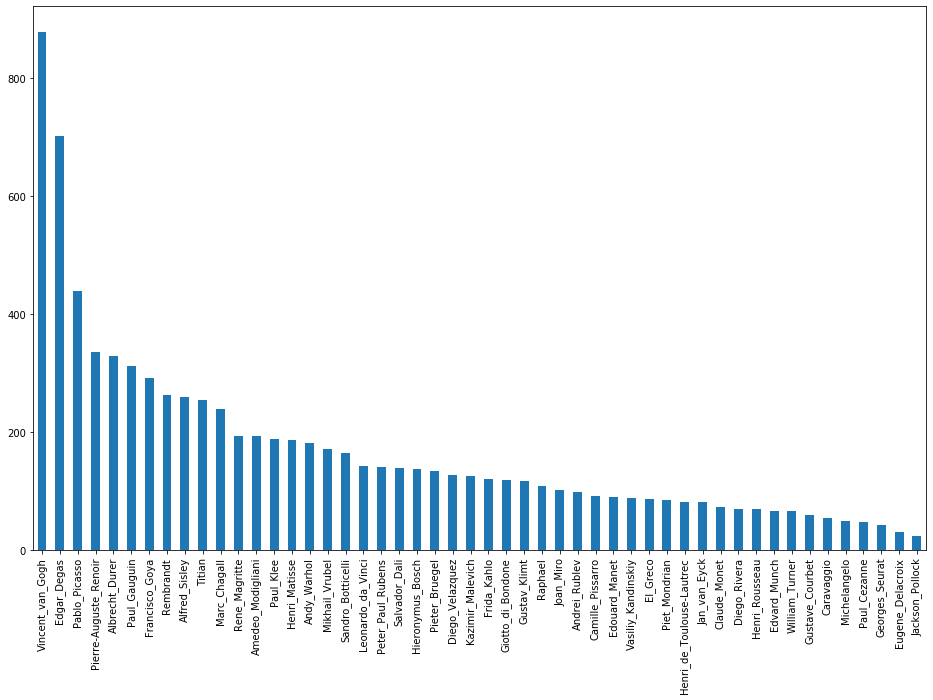 800
600
400
200
0
Vincent_van_Gogh
Edgar_Degas
Pablo_Picasso
Pierre-Auguste_Renoir
Albrecht_Durer
Paul_Gauguin
Francisco_Goya
Rembrandt
Alfred_Sisley
Titian
Marc_Chagall
Rene_Magritte
Amedeo_Modigliani
Paul_Klee
Henri_Matisse
Andy_Warhol
Mikhail_Vrubel
Sandro_Botticelli
Leonardo_da_Vinci
Peter_Paul_Rubens
Salvador_Dali
Hieronymus_Bosch
Pieter_Bruegel
Diego_Velazquez
Kazimir_Malevich
Frida_Kahlo
Giotto_di_Bondone
Gustav_Klimt
Raphael
Joan_Miro
Andrei_Rublev
Camille_Pissarro
Edouard_Manet
Vasiliy_Kandinskiy
El_Greco
Piet_Mondrian
Henri_de_Toulouse-Lautrec
Jan_van_Eyck
Claude_Monet
Diego_Rivera
Henri_Rousseau
Edvard_Munch
William_Turner
Gustave_Courbet
Caravaggio
Michelangelo
Paul_Cezanne
Georges_Seurat
Eugene_Delacroix
Jackson_Pollock